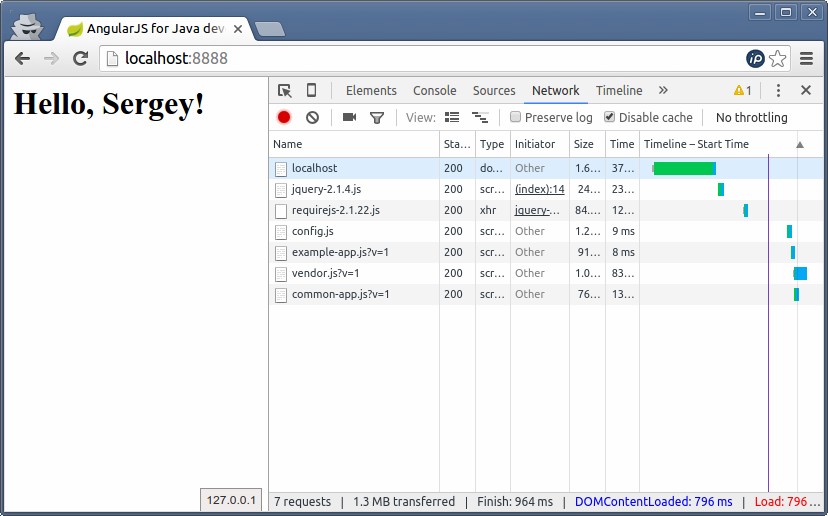 AngularJS for Java dev
localhost:8888
Hello, Sergey!
Elements Console Sources Network Timeline » 1
View: Preserve log Disable cache No throttling
Name Sta... Type Initiator Size Time Timeline – Start Time
localhost 200 do... Other 1.6... 37...
jquery-2.1.4.js 200 scr... (index):14 24... 23...
requirejs-2.1.22.js 200 xhr jquery-... 84.... 12...
config.js 200 scr... Other 1.2... 9 ms
example-app.js?v=1 200 scr... Other 91... 8 ms
vendor.js?v=1 200 scr... Other 1.0... 83...
common-app.js?v=1 200 scr... Other 76... 13...
127.0.0.1
7 requests | 1.3 MB transferred | Finish: 964 ms | DOMContentLoaded: 796 ms | Load: 796 ...